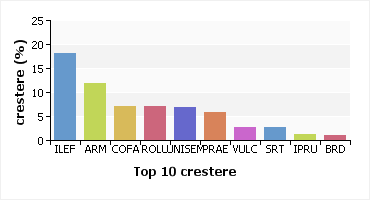 crestere (%)
25
20
15
10
5
0
ILEF ARM COFA ROLU UNISEM PRAE VULC SRT IPRU BRD
Top 10 crestere